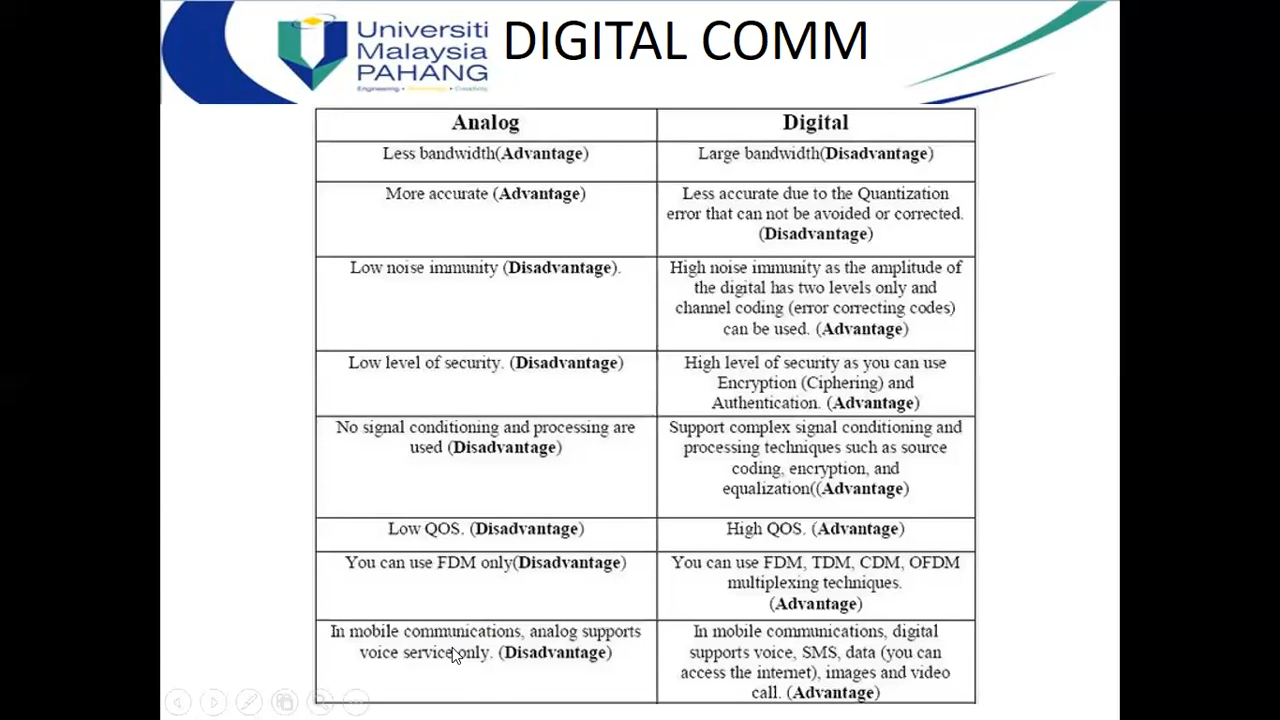 Universiti
Malaysia
PAHANG
Engineering • Technology • Creativity
DIGITAL COMM
Analog
Digital
Less bandwidth(Advantage)
Large bandwidth(Disadvantage)
More accurate (Advantage)
Less accurate due to the Quantization
error that can not be avoided or corrected.
(Disadvantage)
Low noise immunity (Disadvantage).
High noise immunity as the amplitude of
the digital has two levels only and
channel coding (error correcting codes)
can be used. (Advantage)
Low level of security. (Disadvantage)
High level of security as you can use
Encryption (Ciphering) and
Authentication. (Advantage)
No signal conditioning and processing are
used (Disadvantage)
Support complex signal conditioning and
processing techniques such as source
coding, encryption, and
equalization((Advantage)
Low QOS. (Disadvantage)
High QOS. (Advantage)
You can use FDM only(Disadvantage)
You can use FDM, TDM, CDM, OFDM
multiplexing techniques.
(Advantage)
In mobile communications, analog supports
voice service only. (Disadvantage)
In mobile communications, digital
supports voice, SMS, data (you can
access the internet), images and video
call. (Advantage)